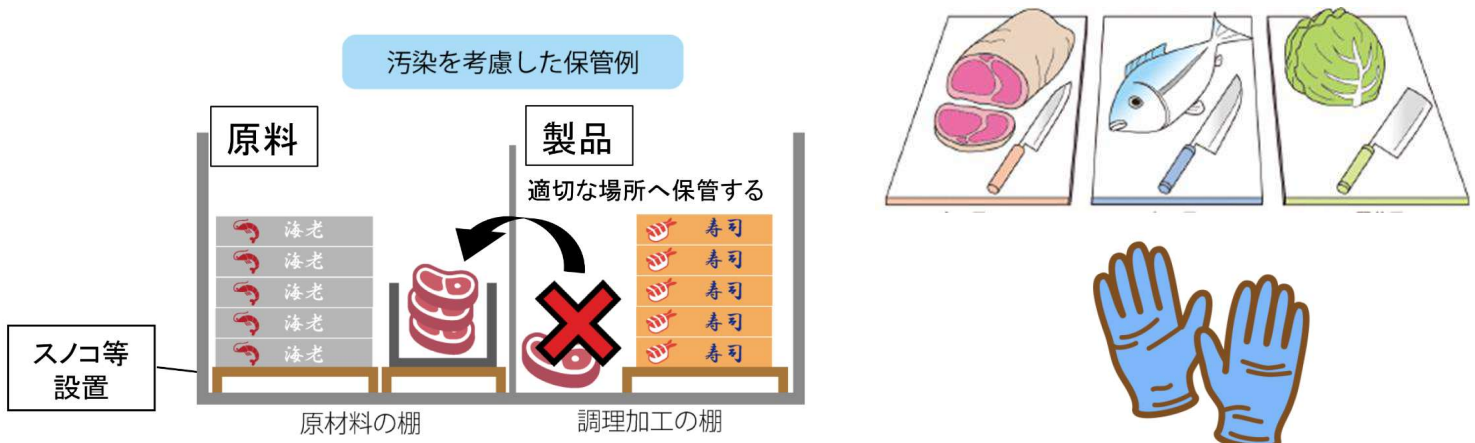 汚染を考慮した保管例
原料
製品
適切な場所へ保管する
海老
海老
海老
海老
海老
寿司
寿司
寿司
寿司
寿司
スノコ等
設置
原材料の棚
調理加工の棚